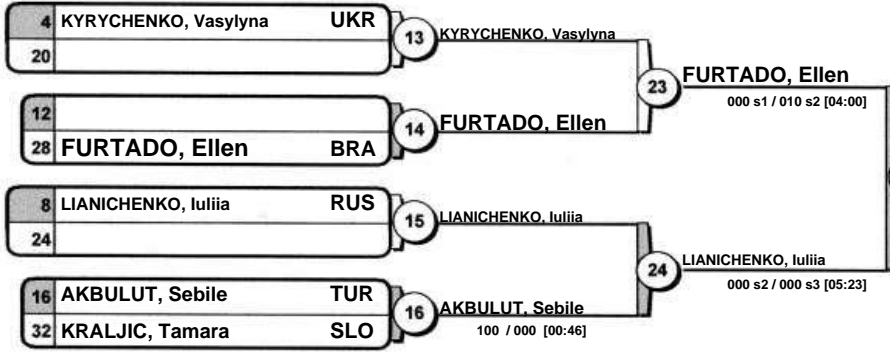 4 KYRYCHENKO, Vasylyna UKR
20
13 KYRYCHENKO, Vasylyna
12
28 FURTADO, Ellen BRA
14 FURTADO, Ellen
23 FURTADO, Ellen
000 s1 / 010 s2 [04:00]
8 LIANICHENKO, Iuliia RUS
24
15 LIANICHENKO, Iuliia
16 AKBULUT, Sebile TUR
32 KRALJIC, Tamara SLO
16 AKBULUT, Sebile
100 / 000 [00:46]
24 LIANICHENKO, Iuliia
000 s2 / 000 s3 [05:23]